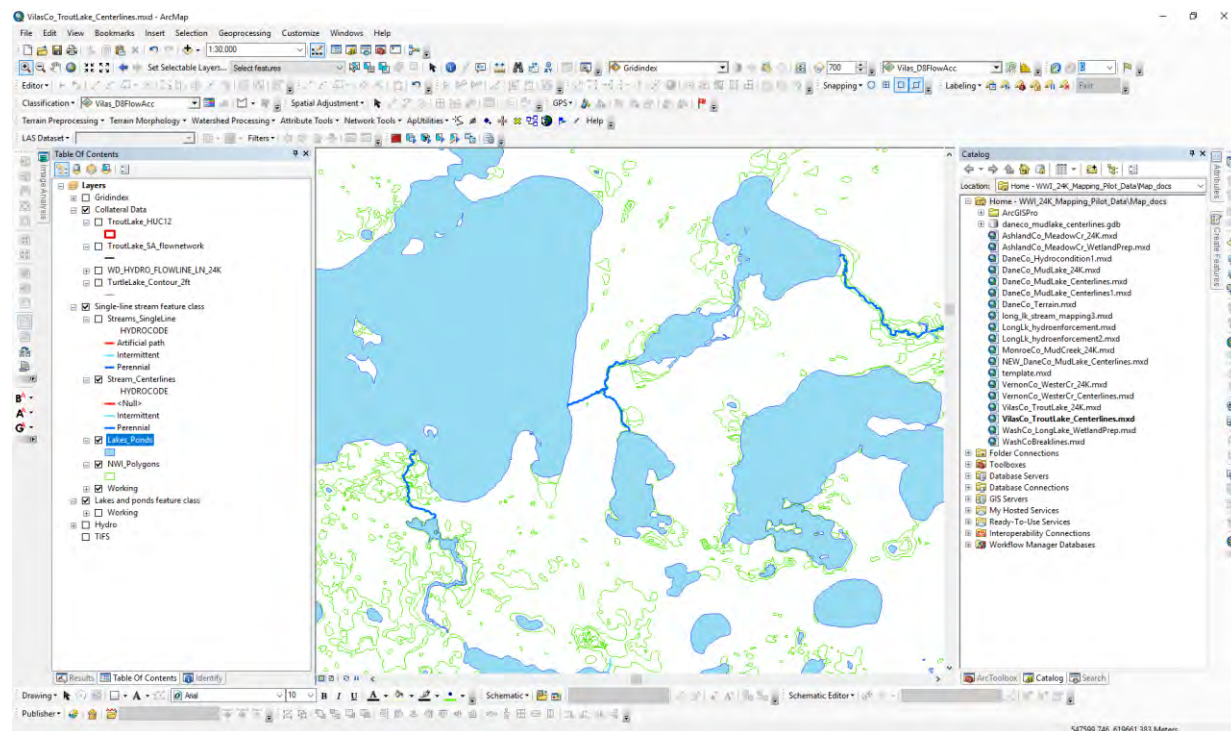 VilasCo_TroutLake_Centerlines.mxd - ArcMap
File Edit View Bookmarks Insert Selection Geoprocessing Customize Windows Help
1:30,000
Set Selectable Layers... Select features Gridindex 700 Vilas_D8FlowAcc 8
Editor Snapping Labeling Fast
Classification Vilas_D8FlowAcc Spatial Adjustment GPS
Terrain Preprocessing Terrain Morphology Watershed Processing Attribute Tools Network Tools ApUtilities Help
LAS Dataset Filters
Table Of Contents
Layers
Gridindex
Collateral Data
TroutLake_HUC12
TroutLake_SA_flownetwork
WD_HYDRO_FLOWLINE_LN_24K
TurtleLake_Contour_2ft
Single-line stream feature class
Streams_SingleLine
HYDROCODE
Artificial path
Intermittent
Perennial
Stream_Centerlines
HYDROCODE
<Null>
Intermittent
Perennial
Lakes_Ponds
NWI_Polygons
Working
Lakes and ponds feature class
Working
Hydro
TIFS
Image Analysis
Results Table Of Contents Identify
Catalog
Location: Home - WWI_24K_Mapping_Pilot_Data\Map_docs
Home - WWI_24K_Mapping_Pilot_Data\Map_docs
ArcGISPro
daneco_mudlake_centerlines.gdb
AshlandCo_MeadowCr_24K.mxd
AshlandCo_MeadowCr_WetlandPrep.mxd
DaneCo_Hydrocondition1.mxd
DaneCo_MudLake_24K.mxd
DaneCo_MudLake_Centerlines.mxd
DaneCo_MudLake_Centerlines1.mxd
DaneCo_Terrain.mxd
long_lk_stream_mapping3.mxd
LongLk_hydroenforcement.mxd
LongLk_hydroenforcement2.mxd
MonroeCo_MudCreek_24K.mxd
NEW_DaneCo_MudLake_Centerlines.mxd
template.mxd
VernonCo_WesterCr_24K.mxd
VernonCo_WesterCr_Centerlines.mxd
VilasCo_TroutLake_24K.mxd
VilasCo_TroutLake_Centerlines.mxd
WashCo_LongLake_WetlandPrep.mxd
WashCoBreaklines.mxd
Folder Connections
Toolboxes
Database Servers
Database Connections
GIS Servers
My Hosted Services
Ready-To-Use Services
Interoperability Connections
Workflow Manager Databases
ArcToolbox Catalog Search
Attributes
Create Features
Drawing A Arial 10 B I U A Schematic Schematic Editor
Publisher
547599.746 619661.383 Meters